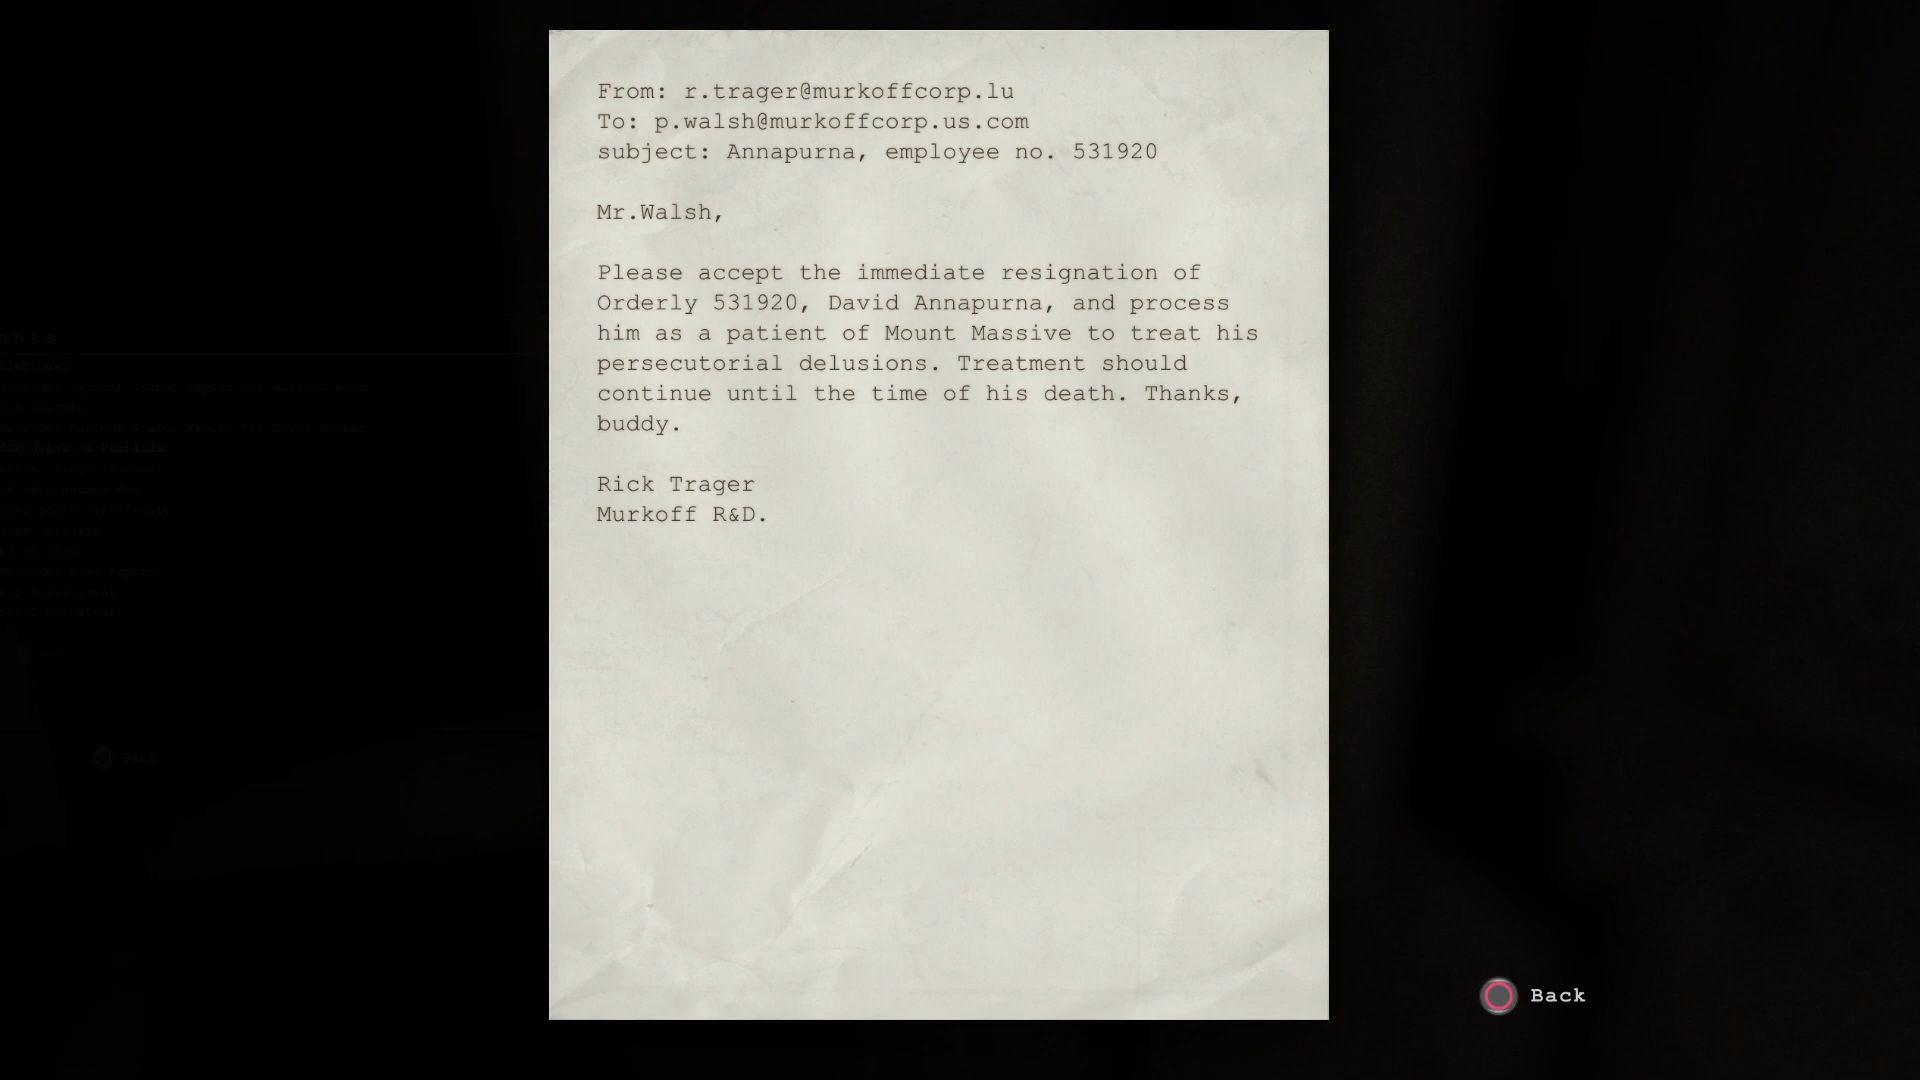 From: r.trager@murkoffcorp.lu
To: p.walsh@murkoffcorp.us.com
subject: Annapurna, employee no. 531920
Mr.Walsh,
Please accept the immediate resignation of
Orderly 531920, David Annapurna, and process
him as a patient of Mount Massive to treat his
persecutorial delusions. Treatment should
continue until the time of his death. Thanks,
buddy.
Rick Trager
Murkoff R&D.
Back
Back